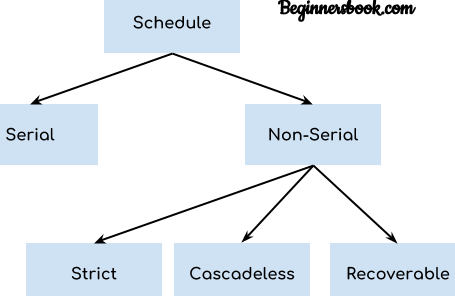 Beginnersbook.com
Schedule
Serial
Non-Serial
Strict
Cascadeless
Recoverable